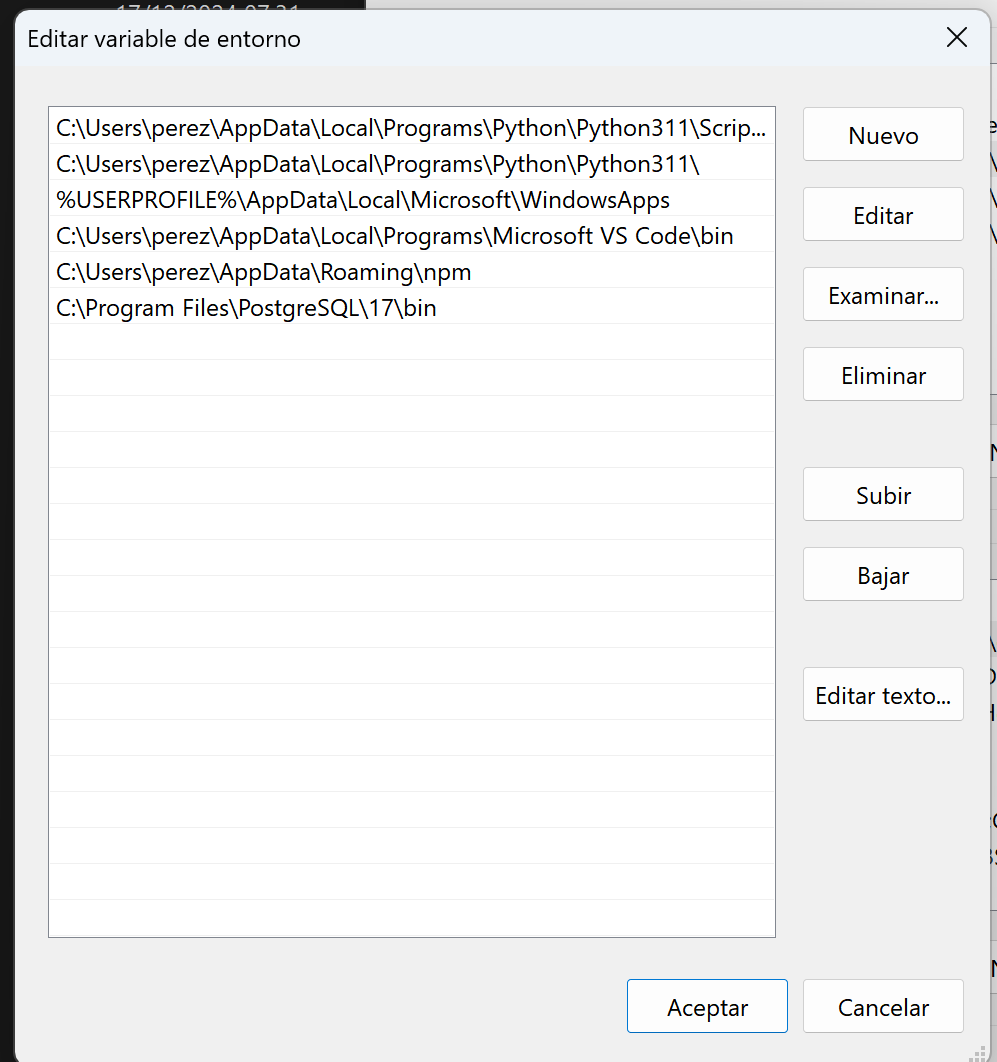 Editar variable de entorno
C:\Users\perez\AppData\Local\Programs\Python\Python311\Scrip...
C:\Users\perez\AppData\Local\Programs\Python\Python311\
%USERPROFILE%\AppData\Local\Microsoft\WindowsApps
C:\Users\perez\AppData\Local\Programs\Microsoft VS Code\bin
C:\Users\perez\AppData\Roaming\npm
C:\Program Files\PostgreSQL\17\bin
Nuevo
Editar
Examinar...
Eliminar
Subir
Bajar
Editar texto...
Aceptar
Cancelar